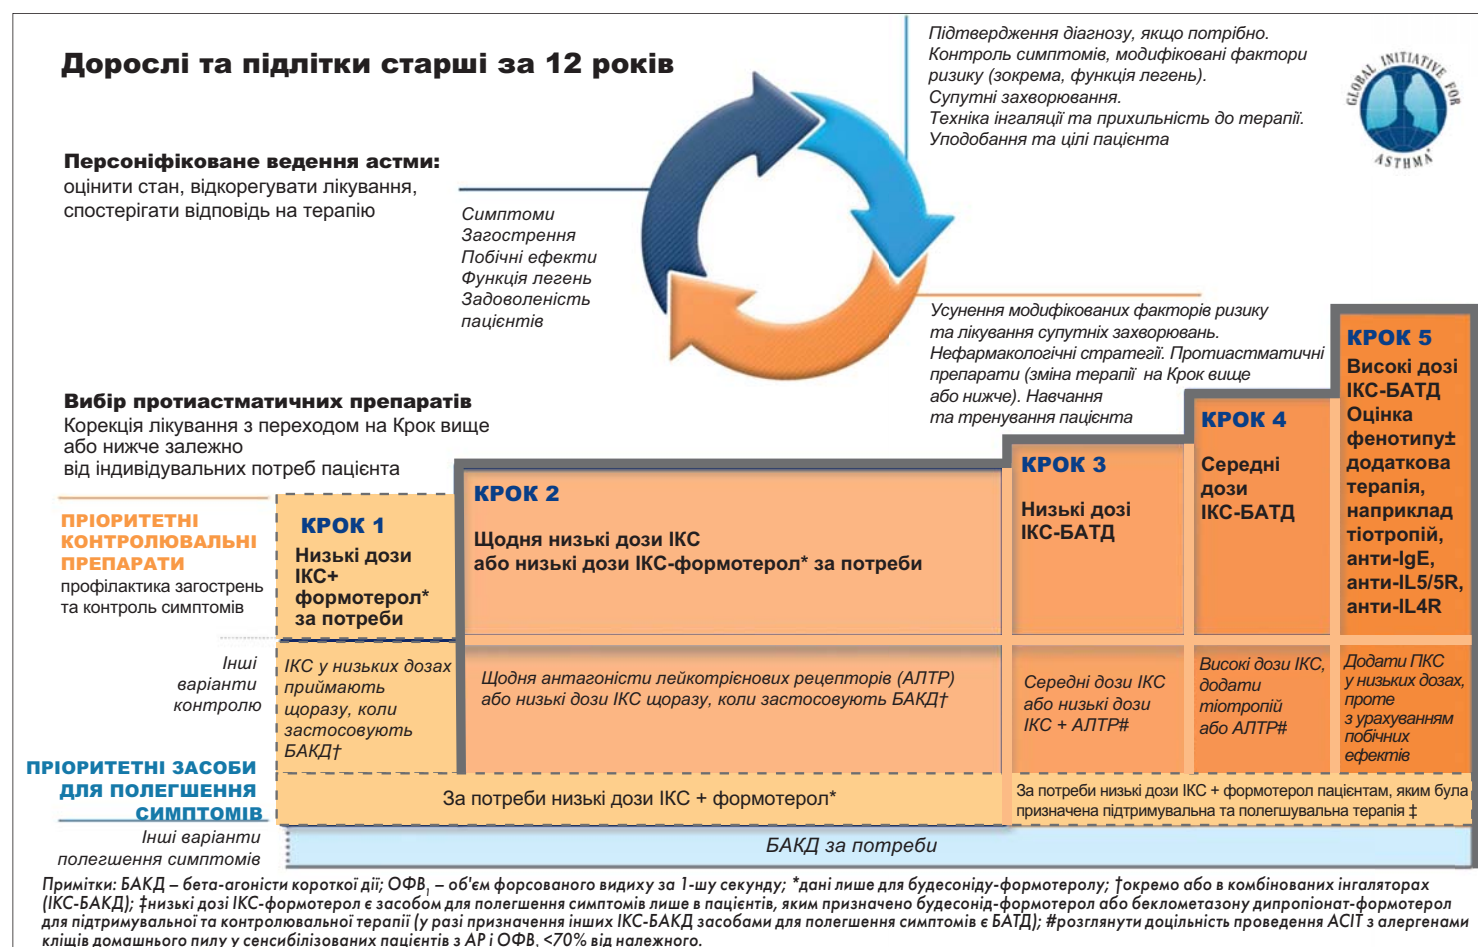 Дорослі та підлітки старші за 12 років
Підтвердження діагнозу, якщо потрібно.
Контроль симптомів, модифіковані фактори
ризику (зокрема, функція легень).
Супутні захворювання.
Техніка інгаляції та прихильність до терапії.
Уподобання та цілі пацієнта
GLOBAL INITIATIVE FOR
ASTHMA®
Персоніфіковане ведення астми:
оцінити стан, відкорегувати лікування,
спостерігати відповідь на терапію
Симптоми
Загострення
Побічні ефекти
Функція легень
Задоволеність
пацієнтів
Усунення модифікованих факторів ризику
та лікування супутніх захворювань.
Нефармакологічні стратегії. Протиастматичні
препарати (зміна терапії на Крок вище
або нижче). Навчання
та тренування пацієнта
Вибір протиастматичних препаратів
Корекція лікування з переходом на Крок вище
або нижче залежно
від індивідувальних потреб пацієнта
ПРІОРИТЕТНІ
КОНТРОЛЮВАЛЬНІ
ПРЕПАРАТИ
профілактика загострень
та контроль симптомів
КРОК 1
Низькі дози
ІКС+
формотерол*
за потреби
КРОК 2
Щодня низькі дози ІКС
або низькі дози ІКС-формотерол* за потреби
КРОК 3
Низькі дозі
ІКС-БАТД
КРОК 4
Середні
дози
ІКС-БАТД
КРОК 5
Високі дозі
ІКС-БАТД
Оцінка
фенотипу±
додаткова
терапія,
наприклад
тіотропій,
анти-IgE,
анти-IL5/5R,
анти-IL4R
Інші
варіанти
контролю
ІКС у низьких дозах
приймають
щоразу, коли
застосовують
БАКД†
Щодня антагоністи лейкотрієнових рецепторів (АЛТР)
або низькі дози ІКС щоразу, коли застосовують БАКД†
Середні дози ІКС
або низькі дози
ІКС + АЛТР#
Високі дози ІКС,
додати
тіотропій
або АЛТР#
Додати ПКС
у низьких дозах,
проте
з урахуванням
побічних
ефектів
ПРІОРИТЕТНІ ЗАСОБИ
ДЛЯ ПОЛЕГШЕННЯ
СИМПТОМІВ
За потреби низькі дози ІКС + формотерол*
За потреби низькі дозі ІКС + формотерол пацієнтам, яким була
призначена підтримувальна та полегшувальна терапія ‡
Інші варіанти
полегшення симптомів
БАКД за потреби
Примітки: БАКД – бета-агоністи короткої дії; ОФВ₁ – об'єм форсованого видиху за 1-шу секунду; *дані лише для будесоніду-формотеролу; †окремо або в комбінованих інгаляторах
(ІКС-БАКД); ‡низькі дозі ІКС-формотерол є засобом для полегшення симптомів лише в пацієнтів, яким призначено будесонід-формотерол або беклометазону дипропіонат-формотерол
для підтримувальної та контролювальної терапії (у разі призначення інших ІКС-БАКД засобами для полегшення симптомів є БАТД); #розглянути доцільність проведення АСІТ з алергенами
кліщів домашнього пилу у сенсибілізованих пацієнтів з АР і ОФВ₁ <70% від належного.